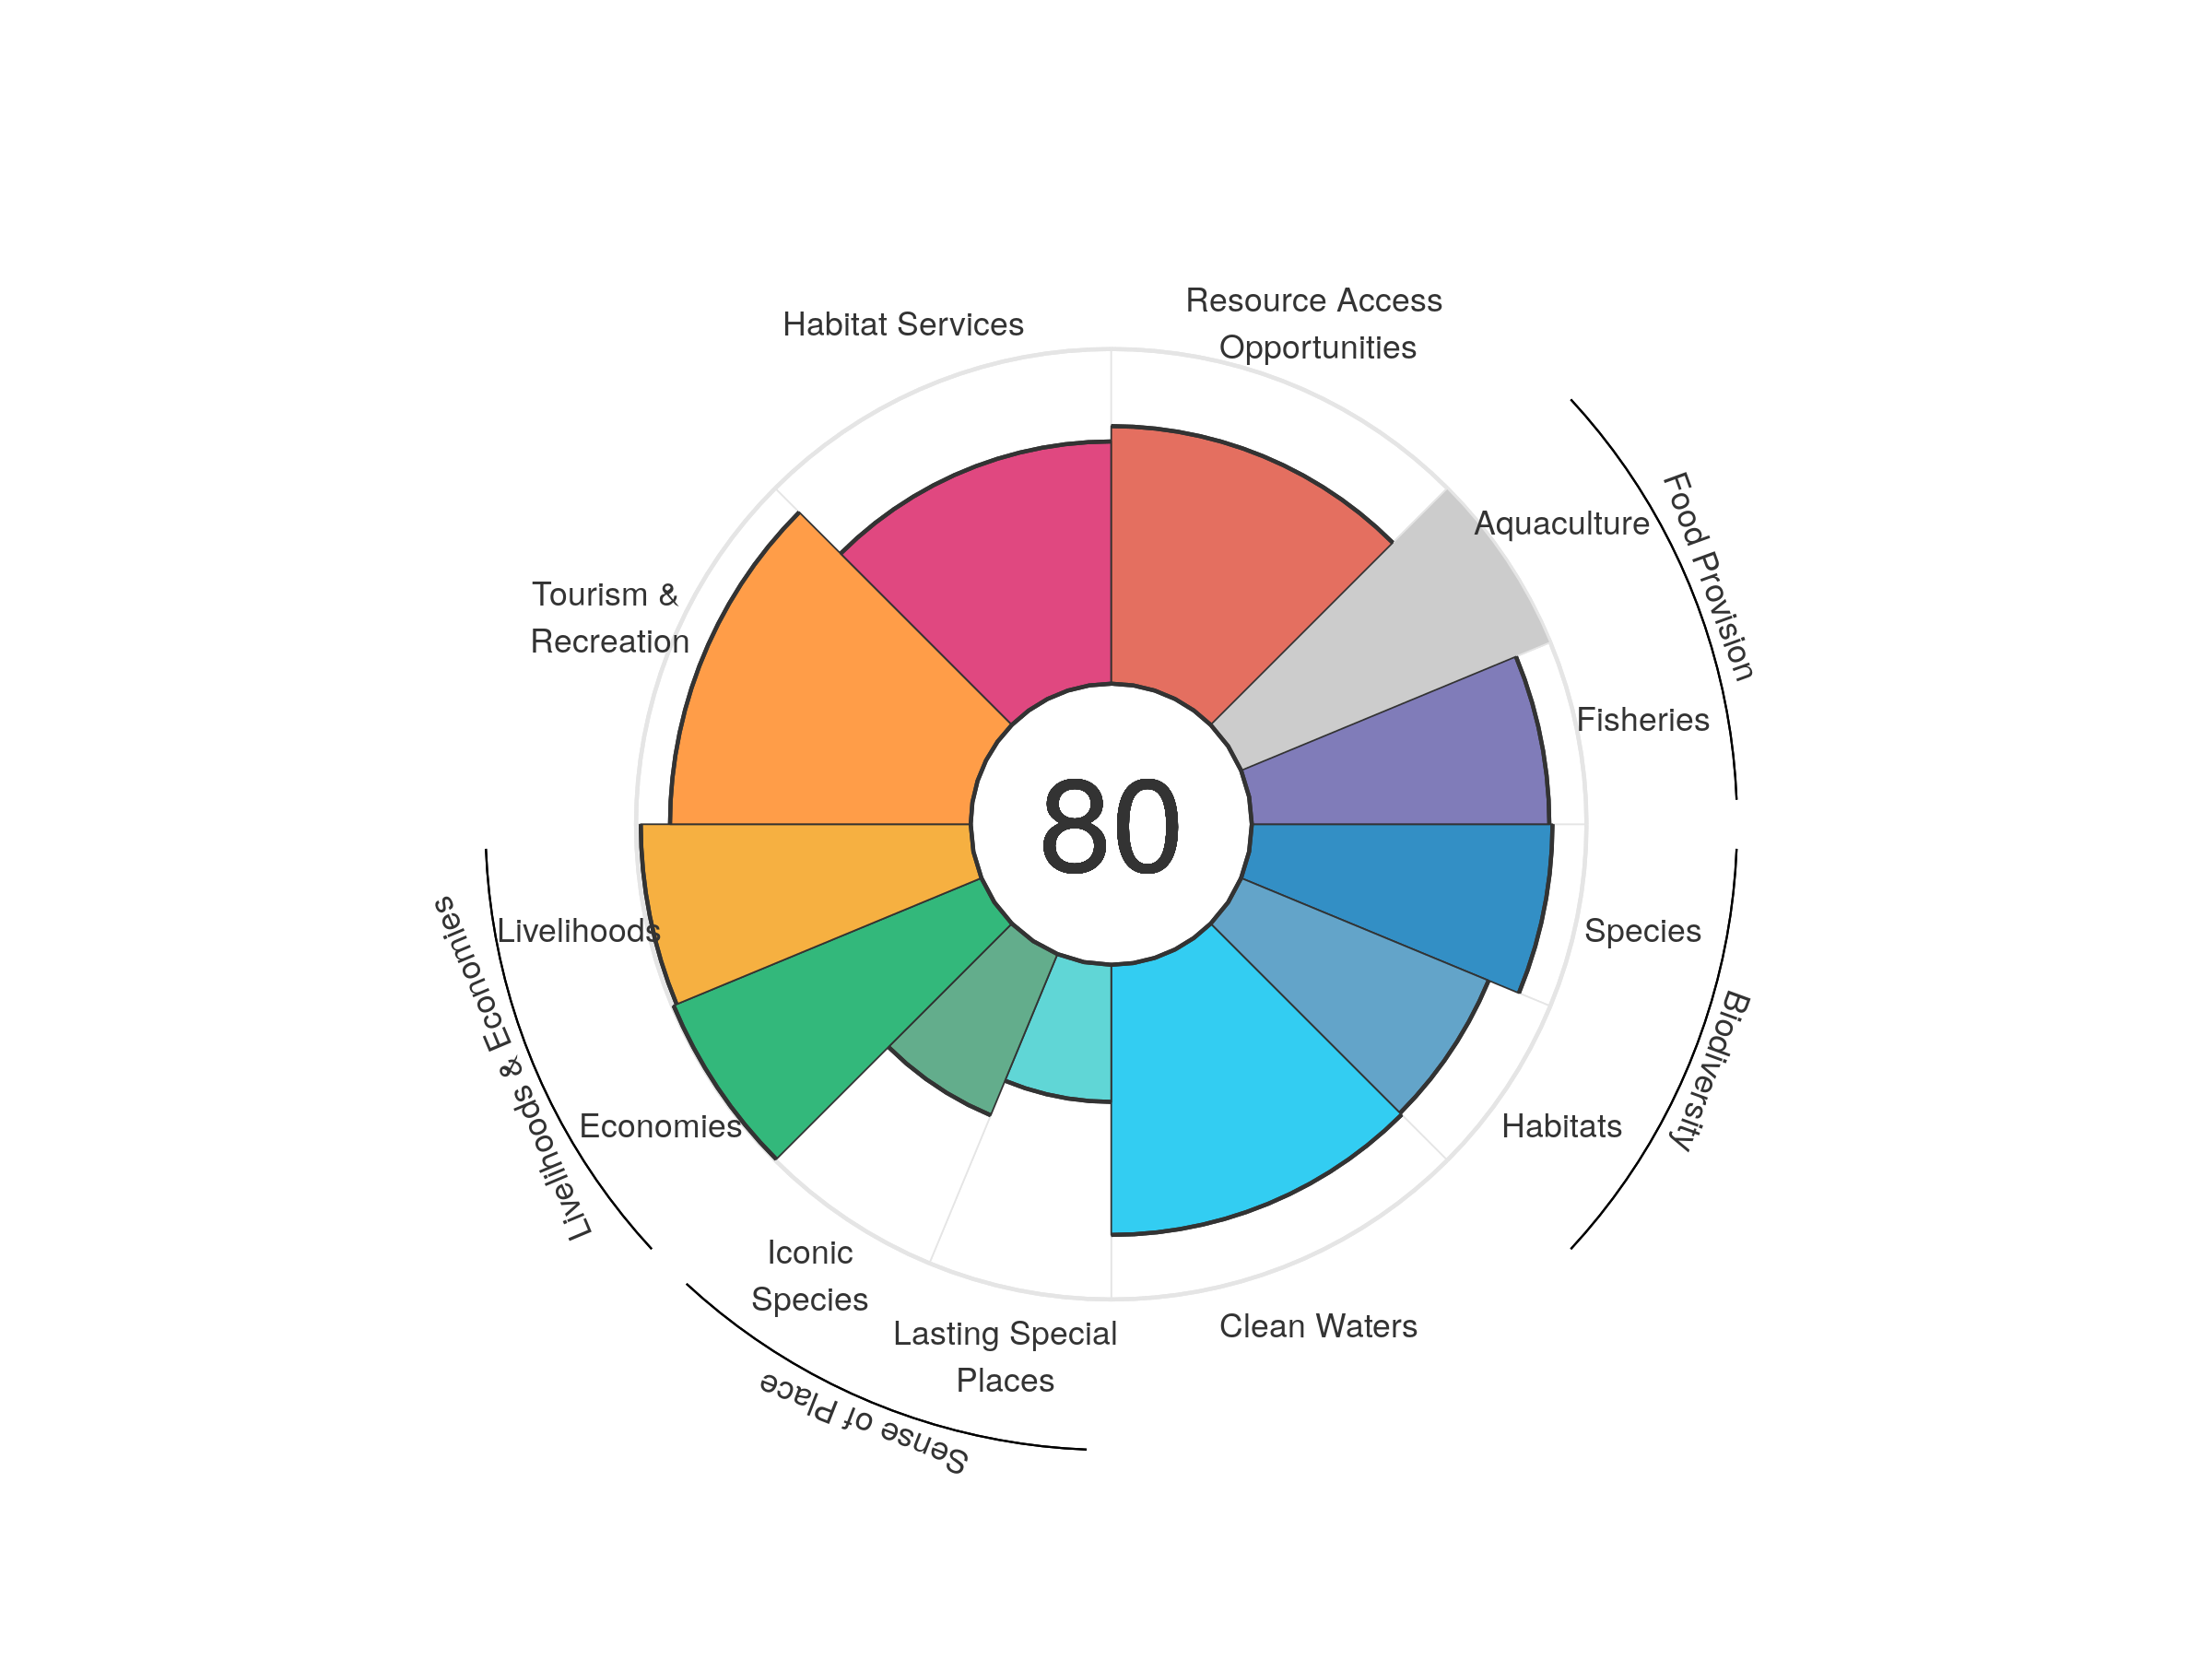 Resource Access
Opportunities
Habitat Services
Aquaculture
Food Provision
Tourism &
Recreation
Fisheries
80
Livelihoods
Species
Livelihoods & Economies
Biodiversity
Economies
Habitats
Iconic
Species
Lasting Special
Places
Clean Waters
Sense of Place